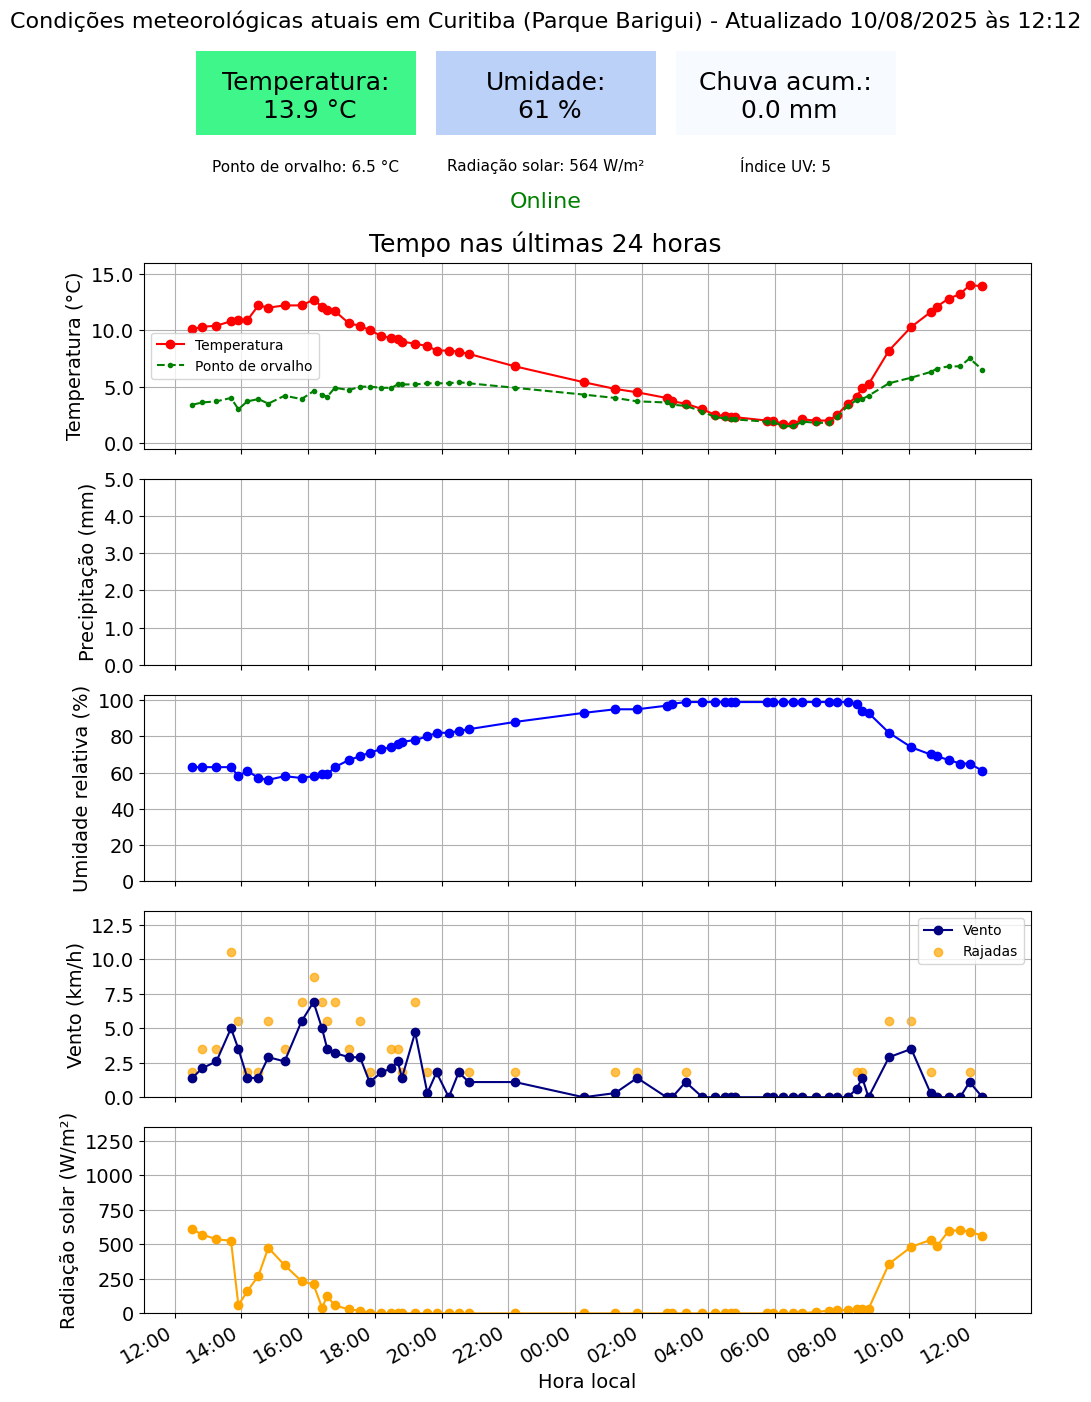 Condições meteorológicas atuais em Curitiba (Parque Barigui) - Atualizado 10/08/2025 às 12:12
Temperatura:
13.9 °C
Umidade:
61 %
Chuva acum.:
0.0 mm
Ponto de orvalho: 6.5 °C
Radiação solar: 564 W/m²
Índice UV: 5
Online
Tempo nas últimas 24 horas
Temperatura (°C)
15.0
10.0
5.0
0.0
Temperatura
Ponto de orvalho
Precipitação (mm)
5.0
4.0
3.0
2.0
1.0
0.0
Umidade relativa (%)
100
80
60
40
20
0
Vento (km/h)
12.5
10.0
7.5
5.0
2.5
0.0
Vento
Rajadas
Radiação solar (W/m²)
1250
1000
750
500
250
0
12:00 14:00 16:00 18:00 20:00 22:00 00:00 02:00 04:00 06:00 08:00 10:00 12:00
Hora local